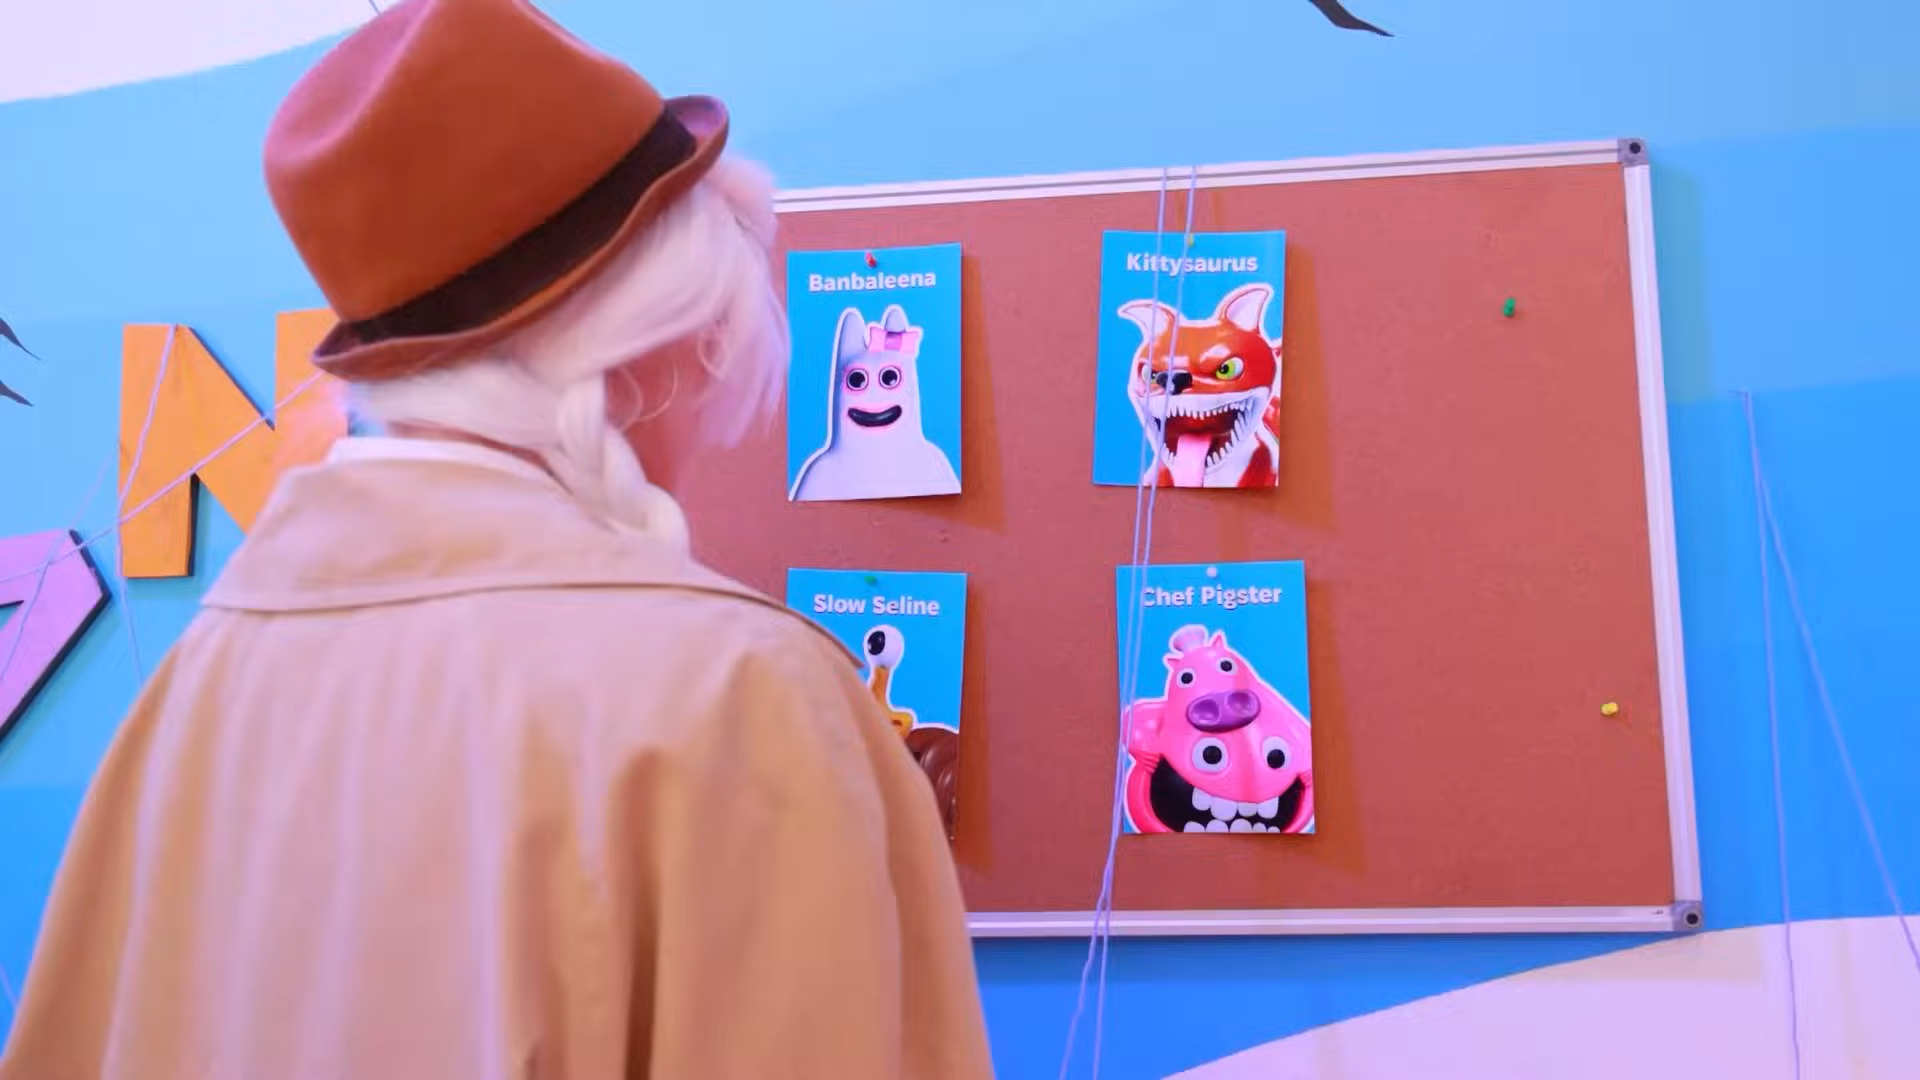 Banbaleena
Kittysaurus
N
Slow Seline
Chef Pigster